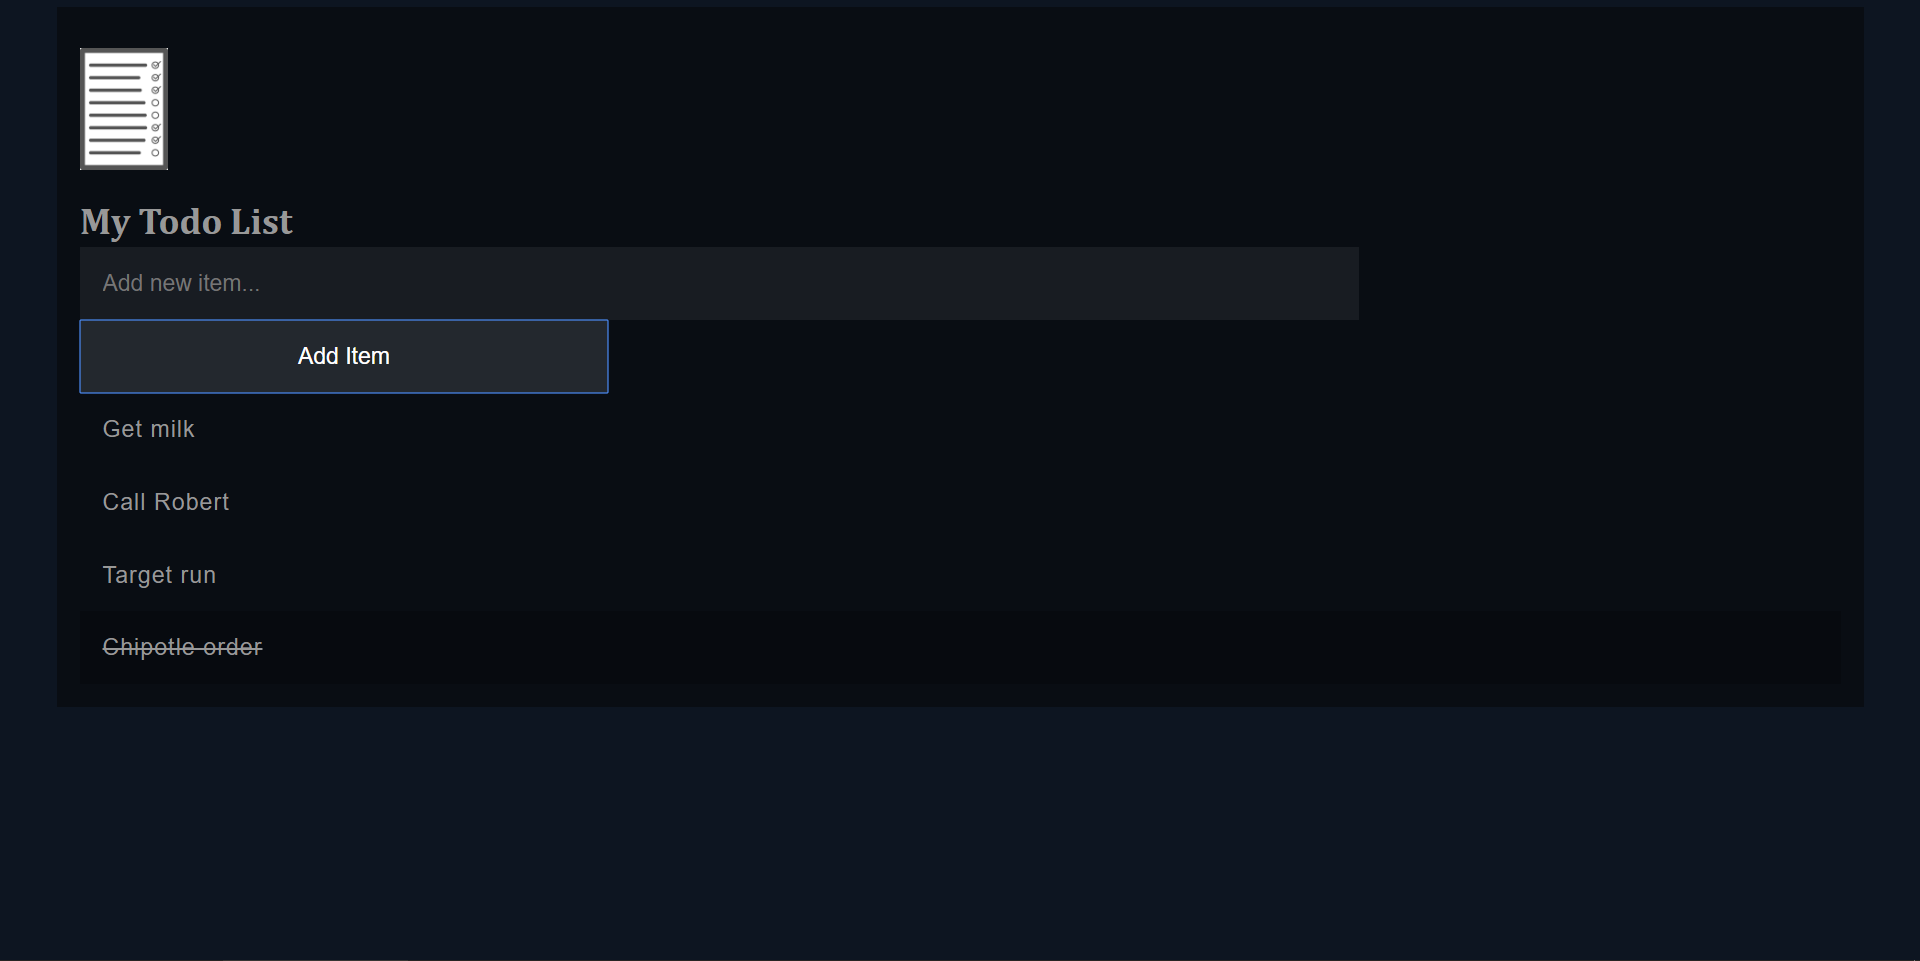 My Todo List
Add new item...
Add Item
Get milk
Call Robert
Target run
Chipotle order